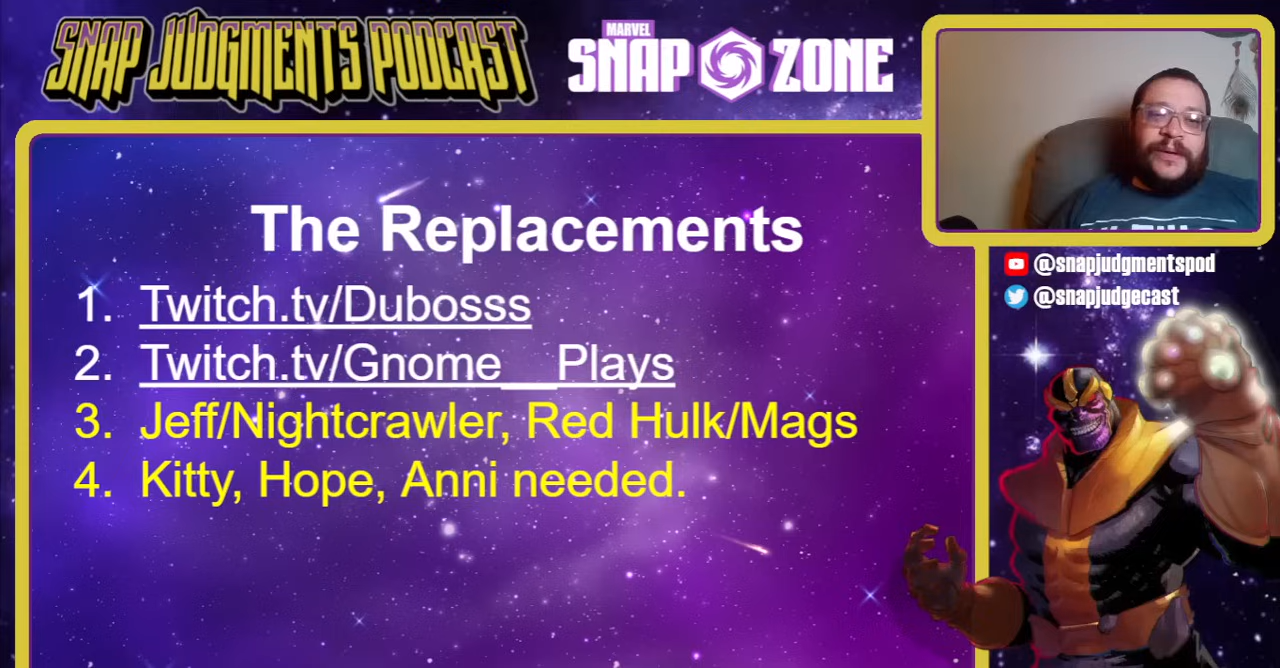 SNAP JUDGMENTS PODCAST
MARVEL
SNAP ZONE
The Replacements
1. Twitch.tv/Dubosss
2. Twitch.tv/Gnome__Plays
3. Jeff/Nightcrawler, Red Hulk/Mags
4. Kitty, Hope, Anni needed.
@snapjudgmentspod
@snapjudgecast